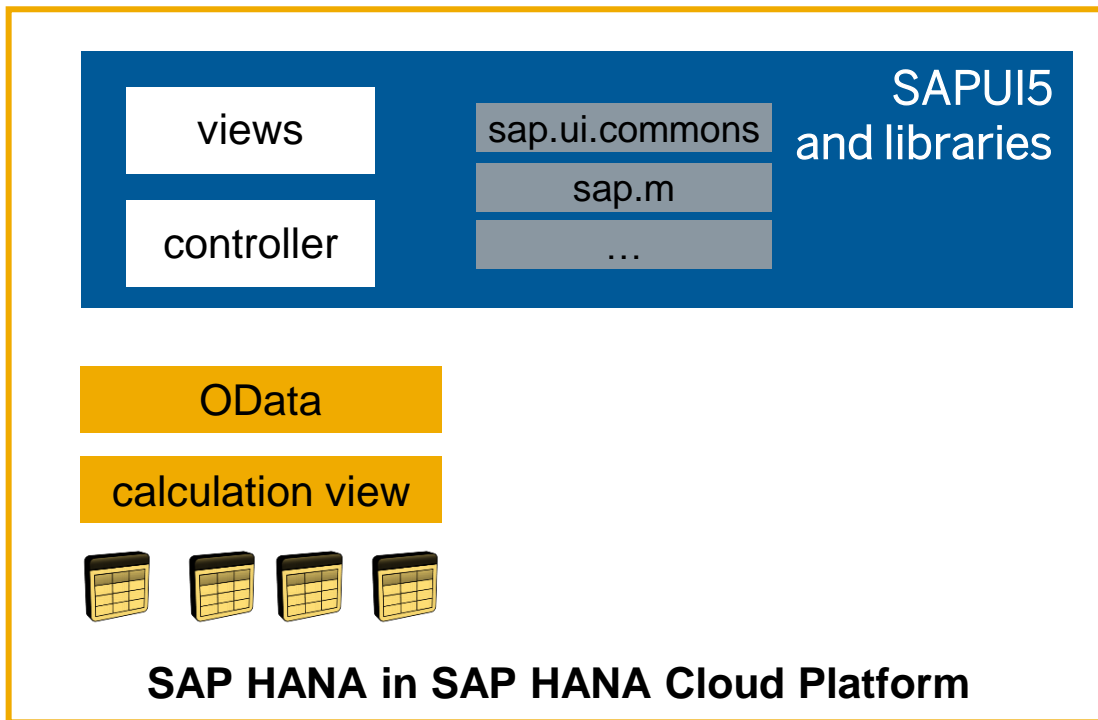 SAPUI5
and libraries
views
controller
sap.ui.commons
sap.m
…
OData
calculation view
SAP HANA in SAP HANA Cloud Platform